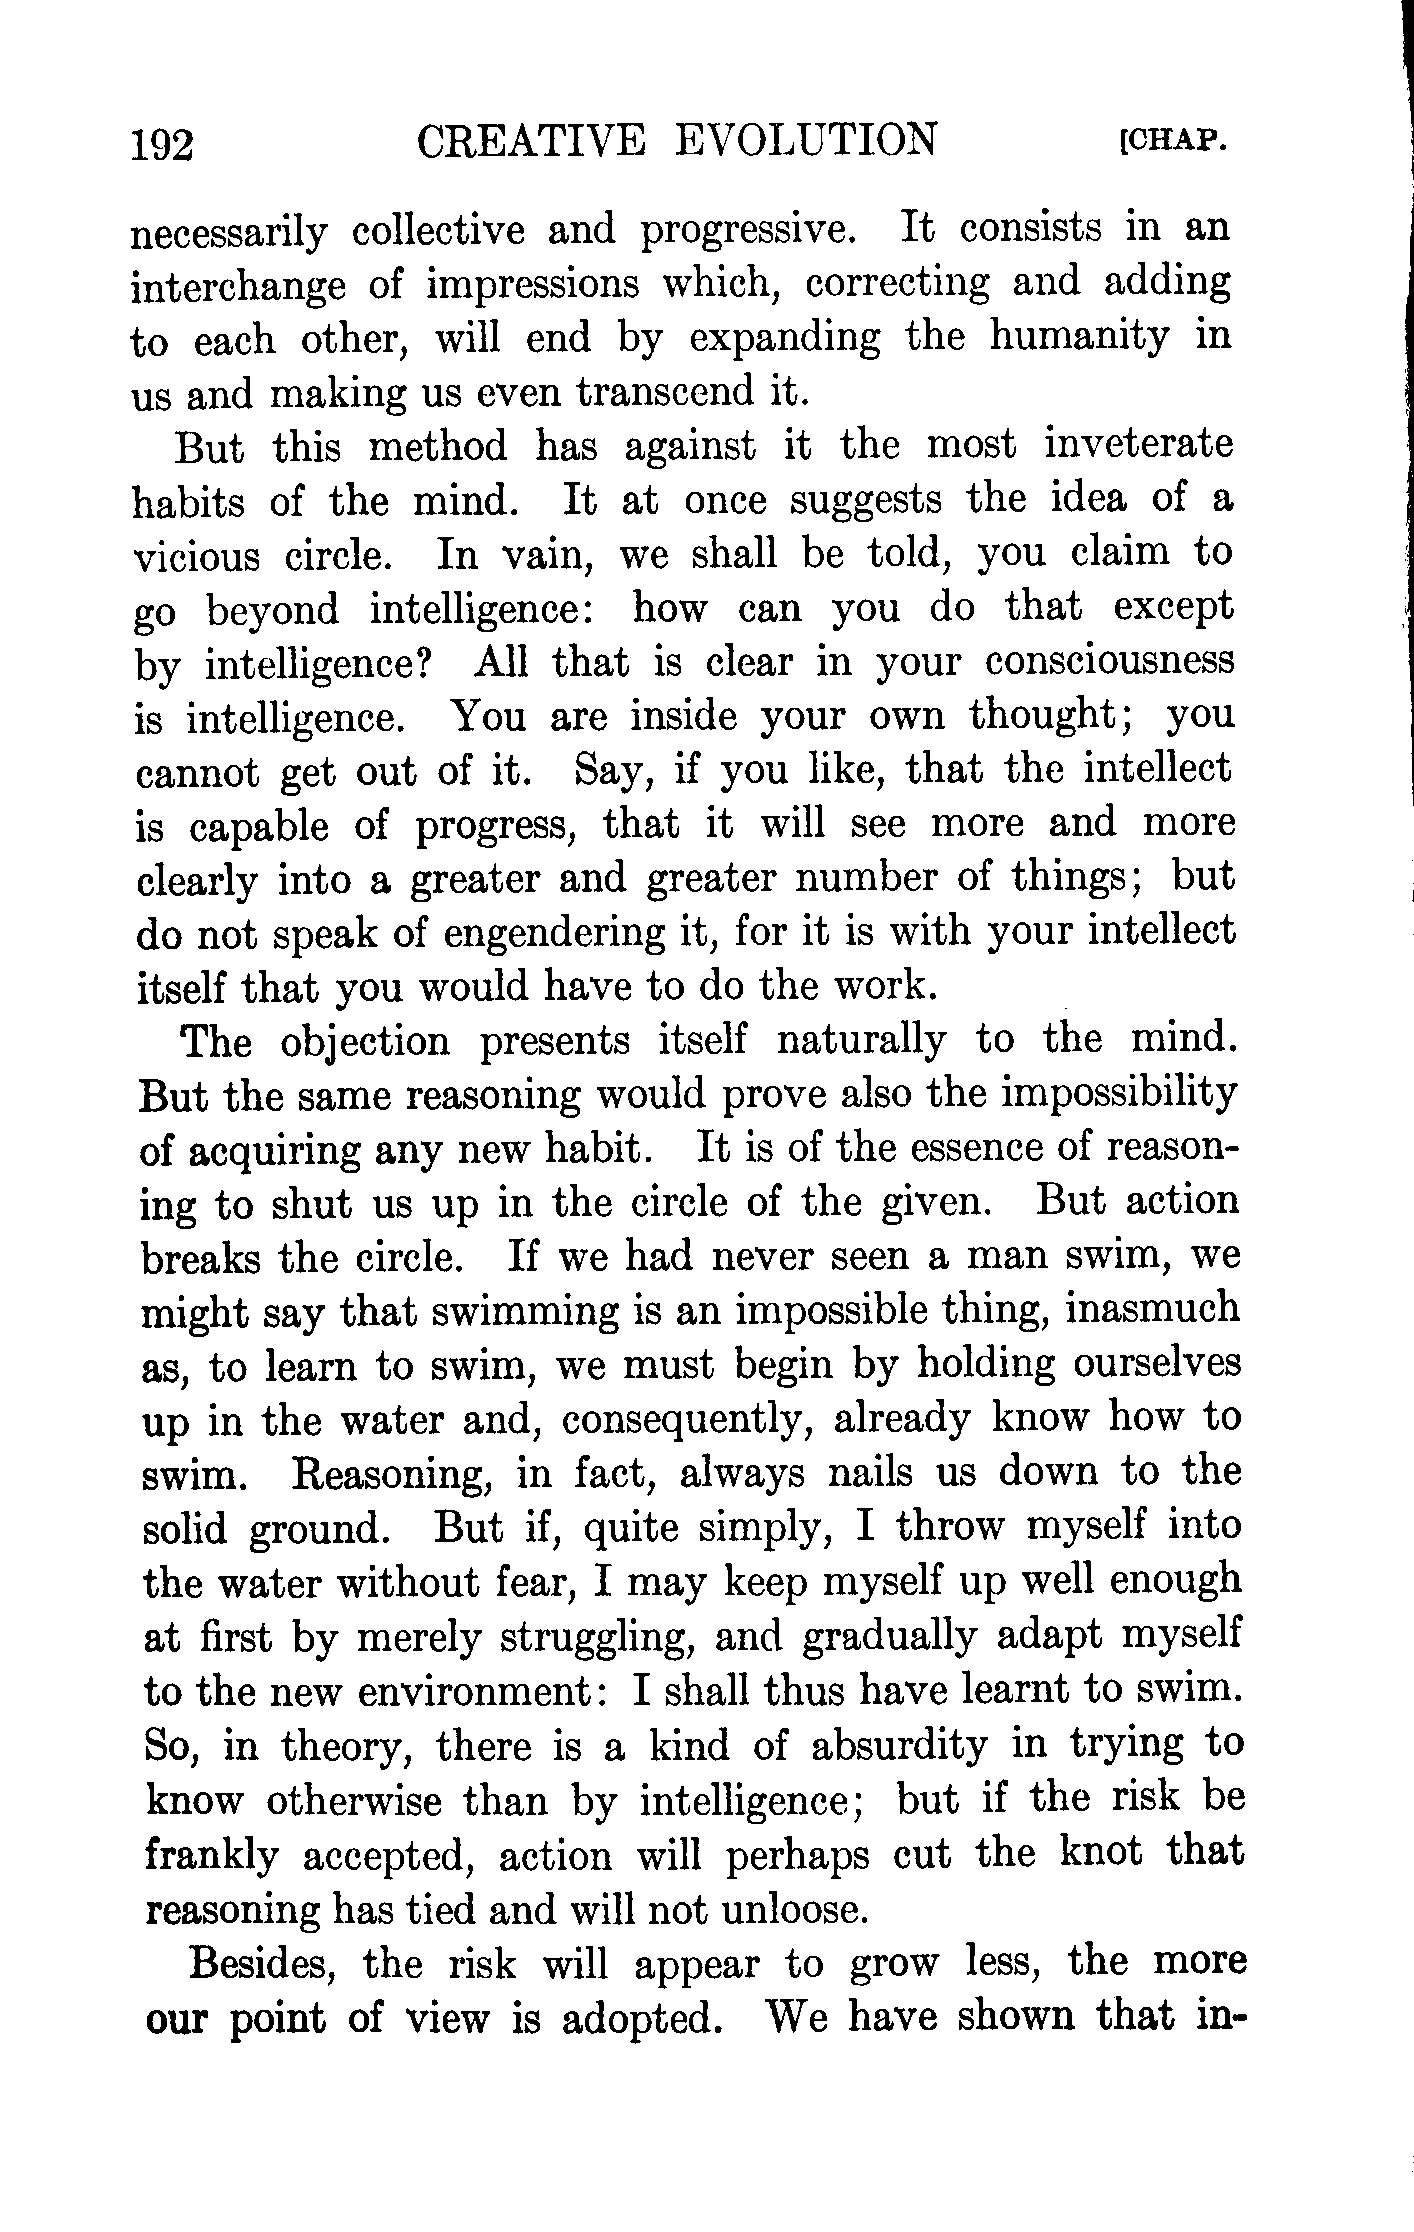 192 CREATIVE EVOLUTION [CHAP.
necessarily collective and progressive. It consists in an
interchange of impressions which, correcting and adding
to each other, will end by expanding the humanity in
us and making us even transcend it.
But this method has against it the most inveterate
habits of the mind. It at once suggests the idea of a
vicious circle. In vain, we shall be told, you claim to
go beyond intelligence: how can you do that except
by intelligence? All that is clear in your consciousness
is intelligence. You are inside your own thought; you
cannot get out of it. Say, if you like, that the intellect
is capable of progress, that it will see more and more
clearly into a greater and greater number of things; but
do not speak of engendering it, for it is with your intellect
itself that you would have to do the work.
The objection presents itself naturally to the mind.
But the same reasoning would prove also the impossibility
of acquiring any new habit. It is of the essence of reason-
ing to shut us up in the circle of the given. But action
breaks the circle. If we had never seen a man swim, we
might say that swimming is an impossible thing, inasmuch
as, to learn to swim, we must begin by holding ourselves
up in the water and, consequently, already know how to
swim. Reasoning, in fact, always nails us down to the
solid ground. But if, quite simply, I throw myself into
the water without fear, I may keep myself up well enough
at first by merely struggling, and gradually adapt myself
to the new environment: I shall thus have learnt to swim.
So, in theory, there is a kind of absurdity in trying to
know otherwise than by intelligence; but if the risk be
frankly accepted, action will perhaps cut the knot that
reasoning has tied and will not unloose.
Besides, the risk will appear to grow less, the more
our point of view is adopted. We have shown that in-